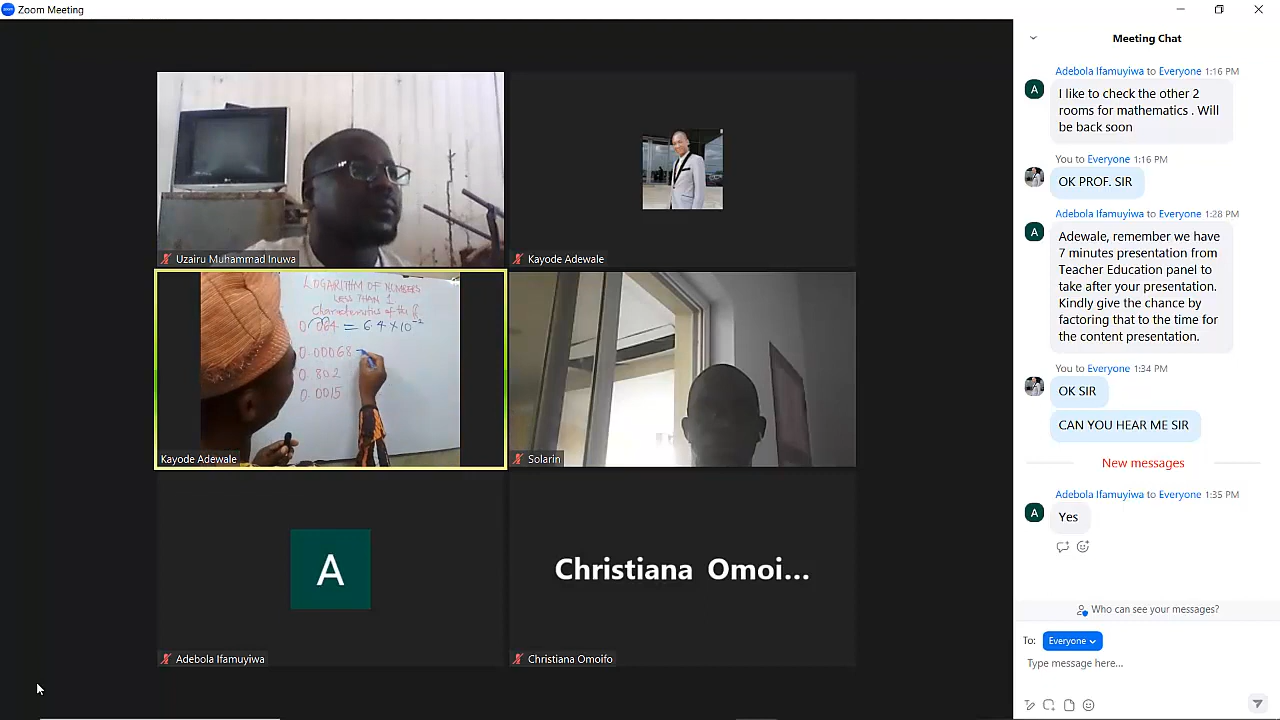 Zoom Meeting
Uzairu Muhammad Inuwa
Kayode Adewale
LOGARITHM OF NUMBERS
LESS THAN 1
Characteristics of the
0.064 = 6.4 X 10⁻²
0.00068
0.802
0.0015
Kayode Adewale
Solarin
A
Adebola Ifamuyiwa
Christiana Omoi...
Christiana Omoifo
Meeting Chat
Adebola Ifamuyiwa to Everyone 1:16 PM
A
I like to check the other 2
rooms for mathematics . Will
be back soon
You to Everyone 1:16 PM
OK PROF. SIR
Adebola Ifamuyiwa to Everyone 1:28 PM
A
Adewale, remember we have
7 minutes presentation from
Teacher Education panel to
take after your presentation.
Kindly give the chance by
factoring that to the time for
the content presentation.
You to Everyone 1:34 PM
OK SIR
CAN YOU HEAR ME SIR
New messages
Adebola Ifamuyiwa to Everyone 1:35 PM
A
Yes
Who can see your messages?
To: Everyone
Type message here...